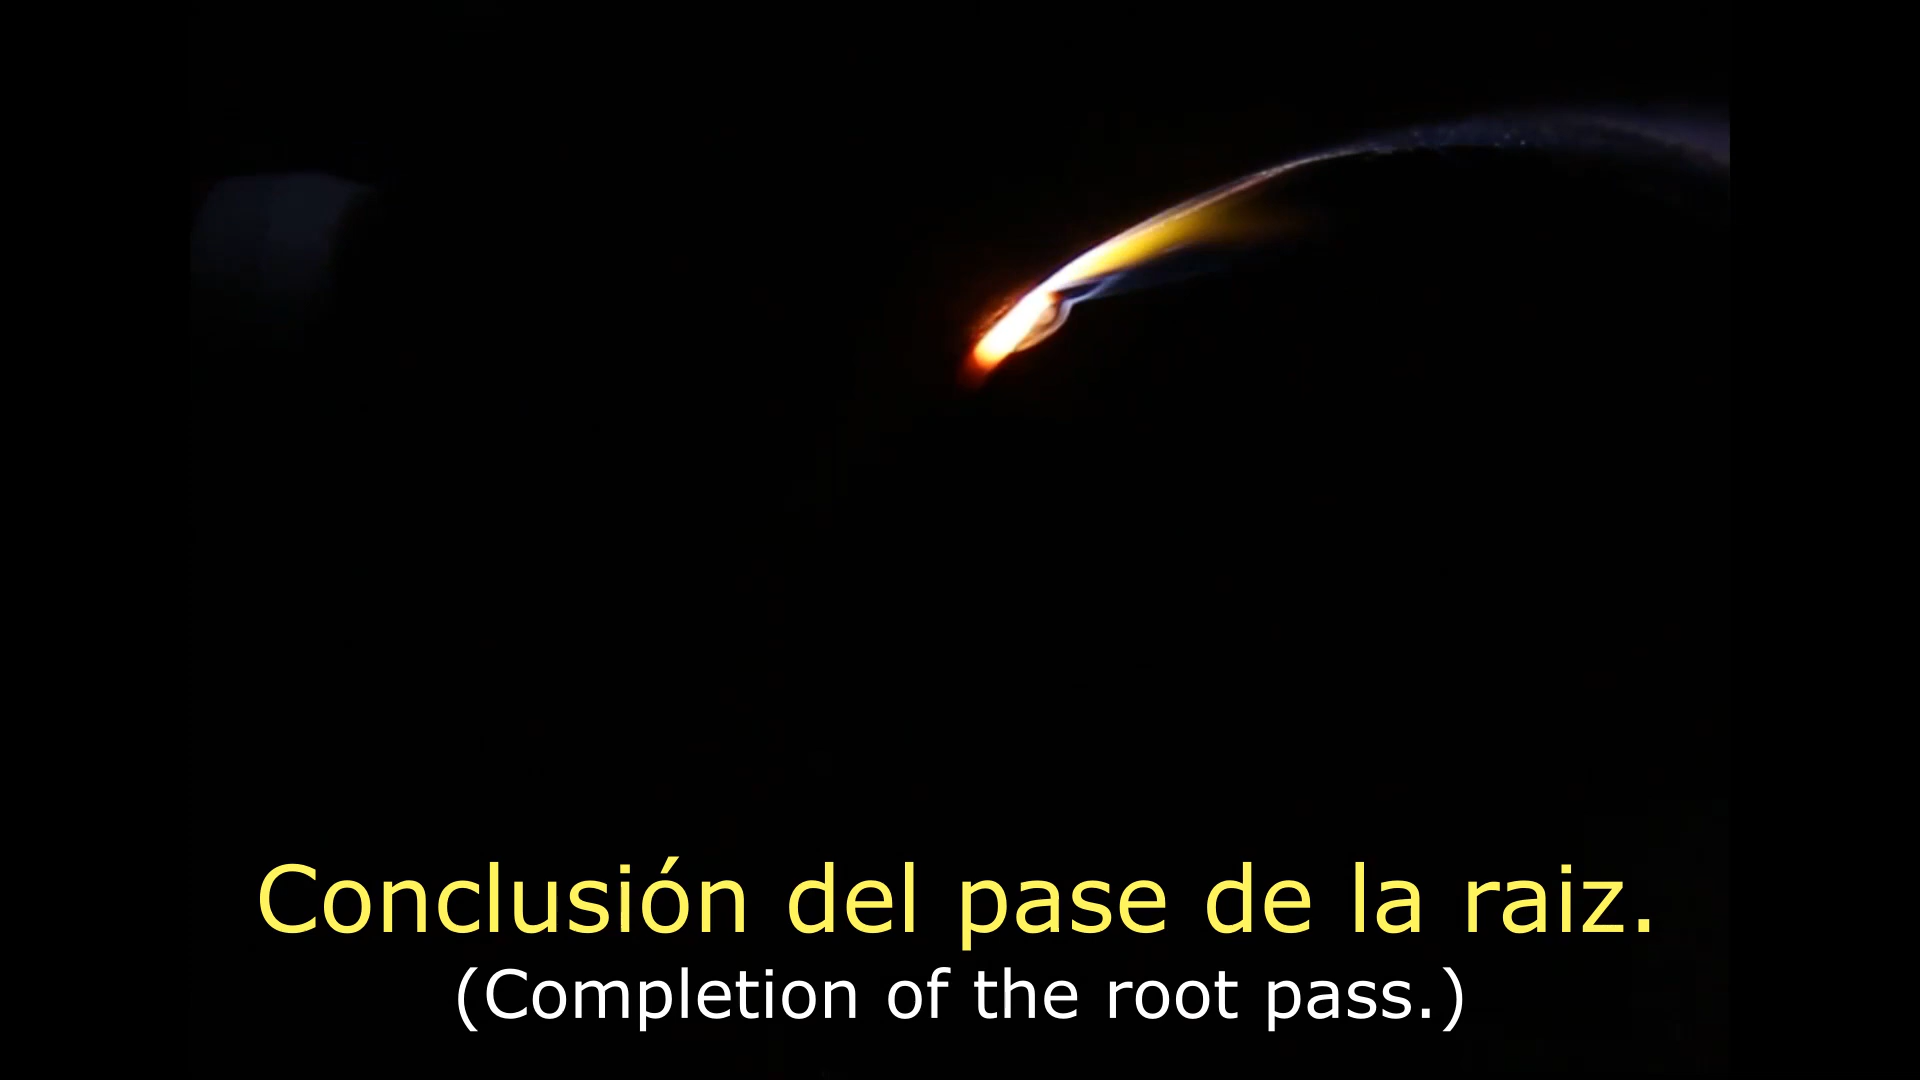 Conclusión del pase de la raiz.
(Completion of the root pass.)